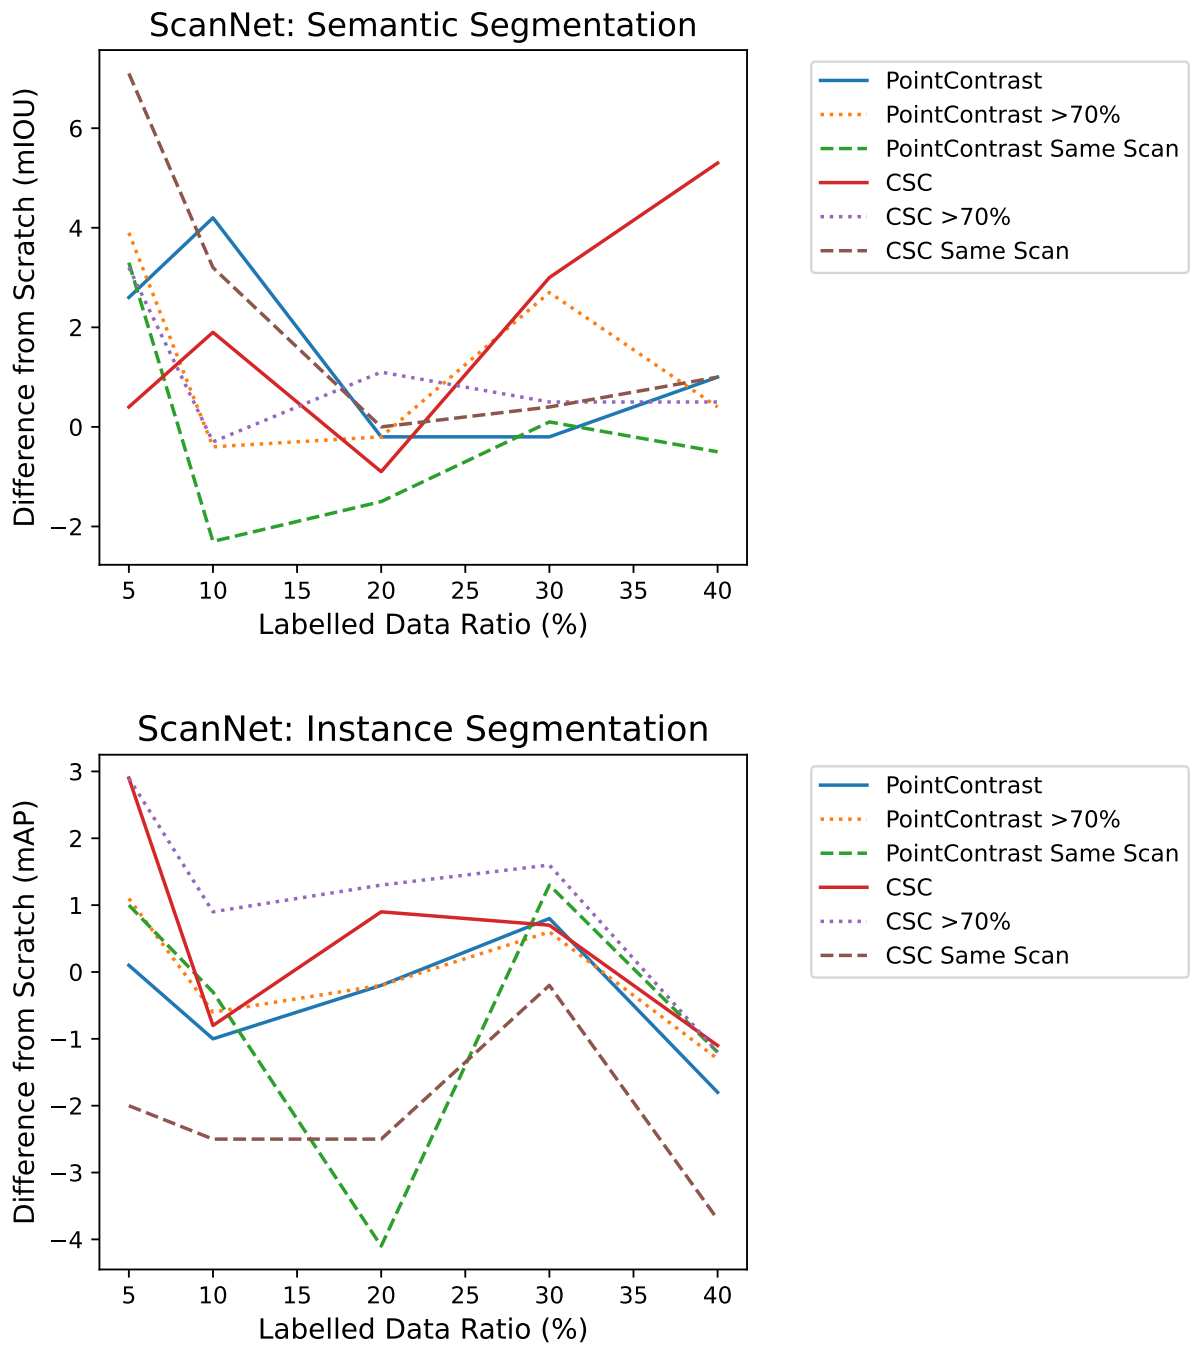 ScanNet: Semantic Segmentation
Difference from Scratch (mIOU)
6
4
2
0
−2
5 10 15 20 25 30 35 40
Labelled Data Ratio (%)
PointContrast
PointContrast >70%
PointContrast Same Scan
CSC
CSC >70%
CSC Same Scan
ScanNet: Instance Segmentation
Difference from Scratch (mAP)
3
2
1
0
−1
−2
−3
−4
5 10 15 20 25 30 35 40
Labelled Data Ratio (%)
PointContrast
PointContrast >70%
PointContrast Same Scan
CSC
CSC >70%
CSC Same Scan